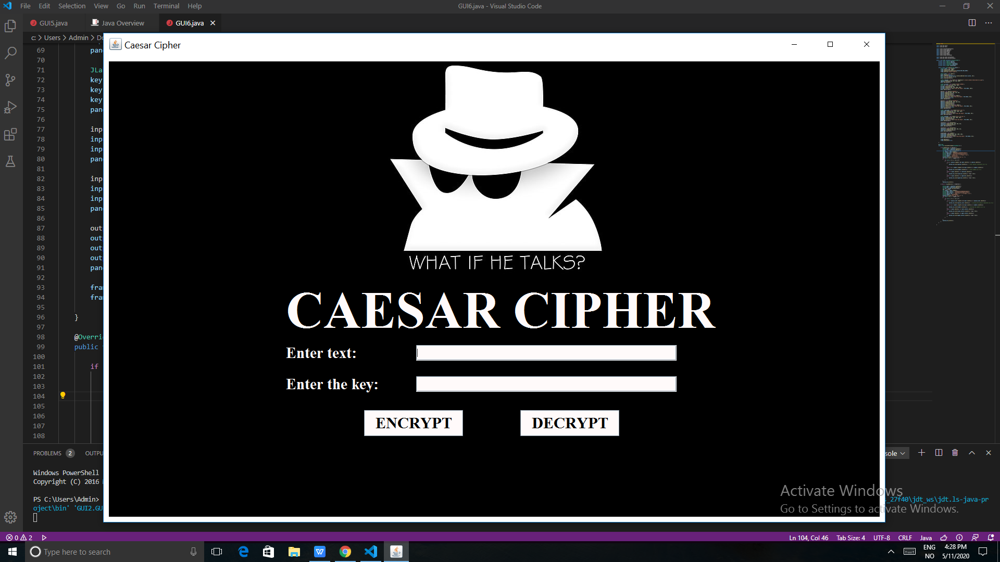 File Edit Selection View Go Run Terminal Help
GUI6.java - Visual Studio Code
GUI5.java Java Overview GUI6.java
C: > Users > Admin > Do
Caesar Cipher
69 pan
70
71 JLa
72 key
73 key
74 key
75 pan
76
77 inp
78 inp
79 inp
80 pan
81
82 inp
83 inp
84 inp
85 pan
86
87 out
88 out
89 out
90 out
91 pan
92
93 fra
94 fra
95
96 }
97
98 @Overri
99 public
100
101 if
102
103
104
105
106
107
108
WHAT IF HE TALKS?
CAESAR CIPHER
Enter text:
Enter the key:
ENCRYPT DECRYPT
PROBLEMS 2 OUTPU
sole
Windows PowerShell
Copyright (C) 2016
PS C:\Users\Admin>
_27f40\jdt_ws\jdt.ls-java-pr
oject\bin' 'GUI2.GU
Activate Windows
Go to Settings to activate Windows.
0 2
Ln 104, Col 46 Tab Size: 4 UTF-8 CRLF Java
Type here to search
ENG
NO
4:28 PM
5/11/2020